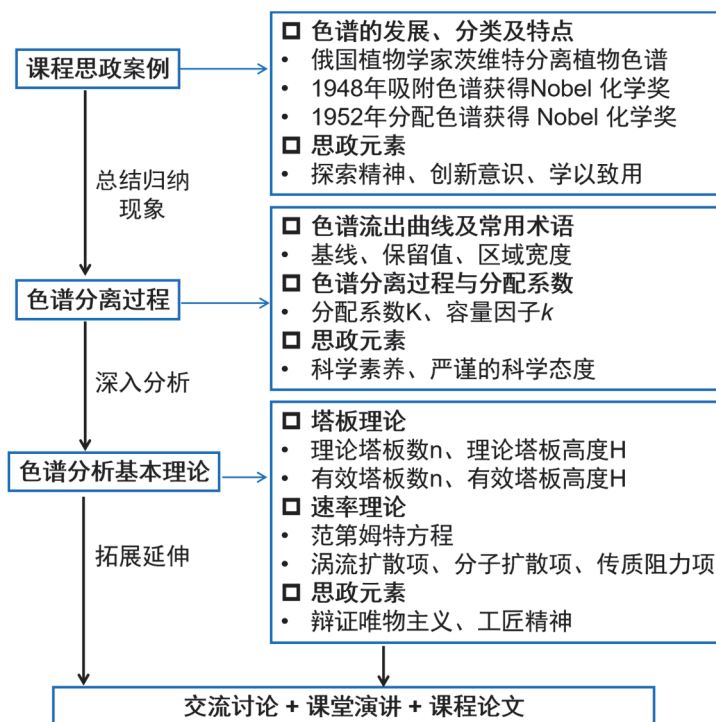 课程思政案例
□ 色谱的发展、分类及特点
• 俄国植物学家茨维特分离植物色谱
• 1948年吸附色谱获得Nobel 化学奖
• 1952年分配色谱获得 Nobel 化学奖
□ 思政元素
• 探索精神、创新意识、学以致用
总结归纳
现象
色谱分离过程
□ 色谱流出曲线及常用术语
• 基线、保留值、区域宽度
□ 色谱分离过程与分配系数
• 分配系数K、容量因子k
□ 思政元素
• 科学素养、严谨的科学态度
深入分析
色谱分析基本理论
□ 塔板理论
• 理论塔板数n、理论塔板高度H
• 有效塔板数n、有效塔板高度H
□ 速率理论
• 范第姆特方程
• 涡流扩散项、分子扩散项、传质阻力项
□ 思政元素
• 辩证唯物主义、工匠精神
拓展延伸
交流讨论 + 课堂演讲 + 课程论文